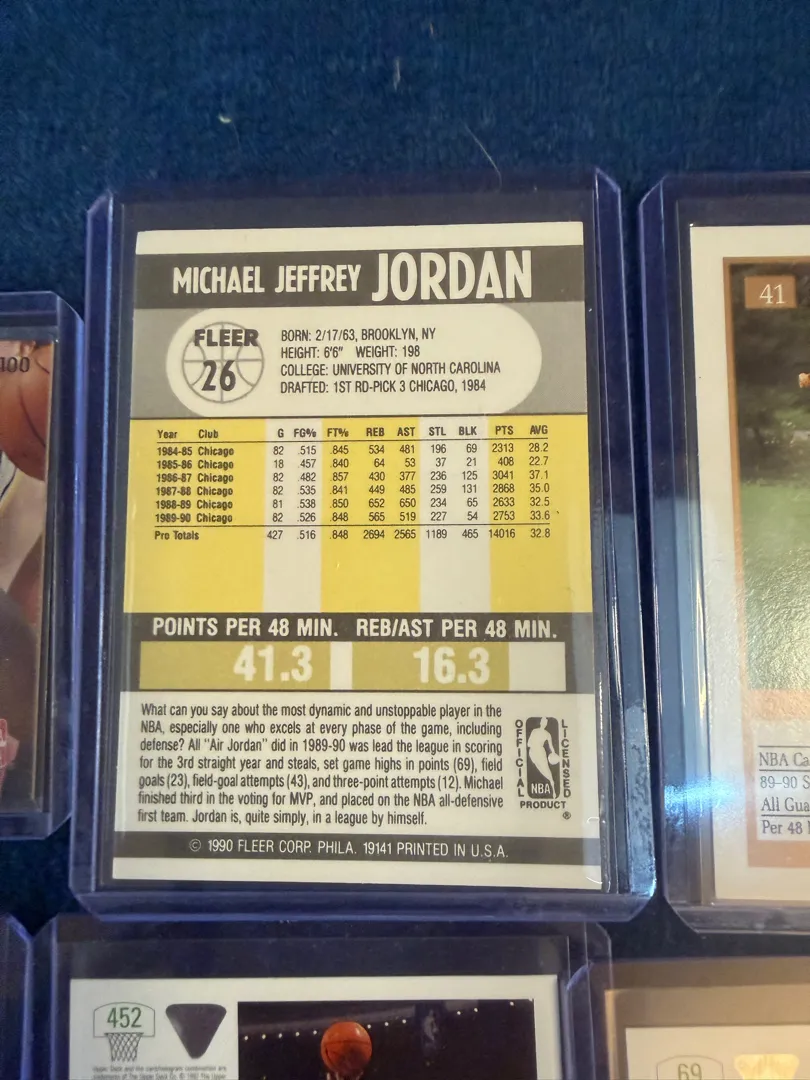 100
MICHAEL JEFFREY JORDAN
FLEER
26
BORN: 2/17/63, BROOKLYN, NY
HEIGHT: 6'6" WEIGHT: 198
COLLEGE: UNIVERSITY OF NORTH CAROLINA
DRAFTED: 1ST RD-PICK 3 CHICAGO, 1984
Year Club G FG% FT% REB AST STL BLK PTS AVG
1984-85 Chicago 82 .515 .845 534 481 196 69 2313 28.2
1985-86 Chicago 18 .457 .840 64 53 37 21 408 22.7
1986-87 Chicago 82 .482 .857 430 377 236 125 3041 37.1
1987-88 Chicago 82 .535 .841 449 485 259 131 2868 35.0
1988-89 Chicago 81 .538 .850 652 650 234 65 2633 32.5
1989-90 Chicago 82 .526 .848 565 519 227 54 2753 33.6
Pro Totals 427 .516 .848 2694 2565 1189 465 14016 32.8
POINTS PER 48 MIN. REB/AST PER 48 MIN.
41.3 16.3
What can you say about the most dynamic and unstoppable player in the
NBA, especially one who excels at every phase of the game, including
defense? All "Air Jordan" did in 1989-90 was lead the league in scoring
for the 3rd straight year and steals, set game highs in points (69), field
goals (23), field-goal attempts (43), and three-point attempts (12). Michael
finished third in the voting for MVP, and placed on the NBA all-defensive
first team. Jordan is, quite simply, in a league by himself.
OFFICIAL LICENSED
NBA
PRODUCT ®
© 1990 FLEER CORP. PHILA. 19141 PRINTED IN U.S.A.
41
NBA Ca
89-90 S
All Gua
Per 48
452
69